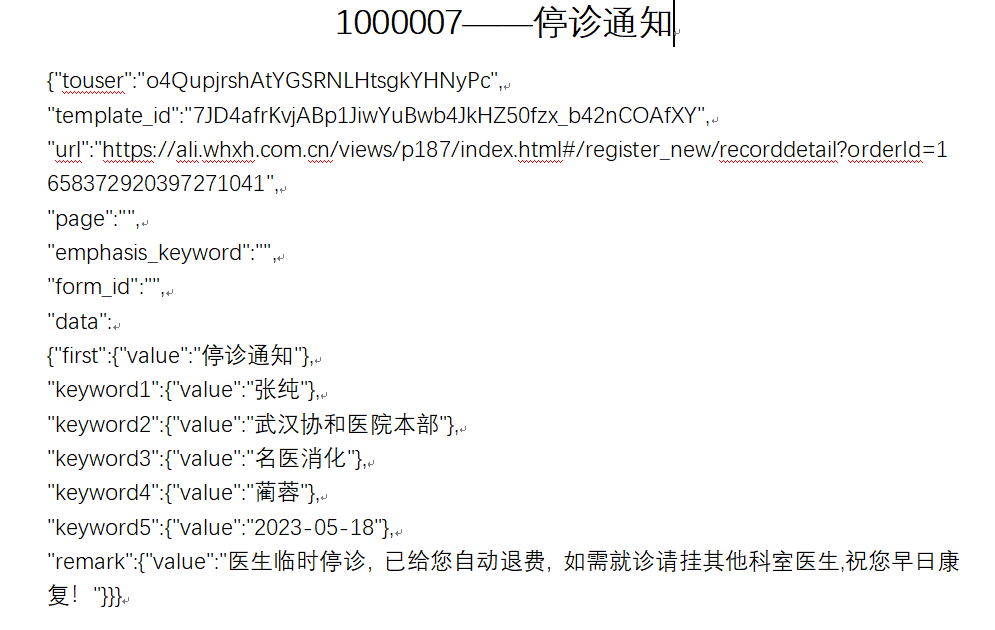 1000007——停诊通知
{"touser":"o4QupjrshAtYGSRNLHtsgkYHNyPc",
"template_id":"7JD4afrKvjABp1JiwYuBwb4JkHZ50fzx_b42nCOAfXY",
"url":"https://ali.whxh.com.cn/views/p187/index.html#/register_new/recorddetail?orderId=1
658372920397271041",
"page":"",
"emphasis_keyword":"",
"form_id":"",
"data":
{"first":{"value":"停诊通知"},
"keyword1":{"value":"张纯"},
"keyword2":{"value":"武汉协和医院本部"},
"keyword3":{"value":"名医消化"},
"keyword4":{"value":"蔺蓉"},
"keyword5":{"value":"2023-05-18"},
"remark":{"value":"医生临时停诊，已给您自动退费，如需就诊请挂其他科室医生,祝您早日康
复！"}}}